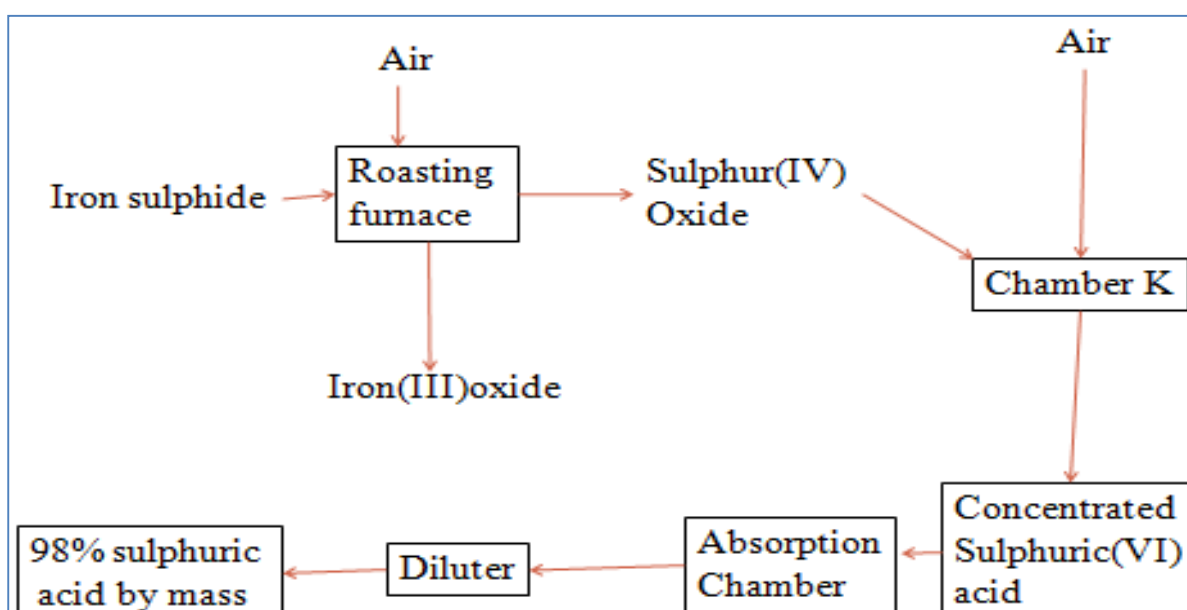 Air
Air
Iron sulphide
Roasting
furnace
Sulphur(IV)
Oxide
Chamber K
Iron(III)oxide
Concentrated
Sulphuric(VI)
acid
Absorption
Chamber
Diluter
98% sulphuric
acid by mass